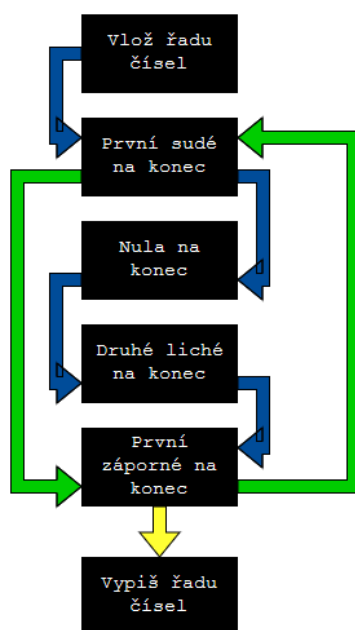 Vlož řadu
čísel
První sudé
na konec
Nula na
konec
Druhé liché
na konec
První
záporné na
konec
Vypiš řadu
čísel